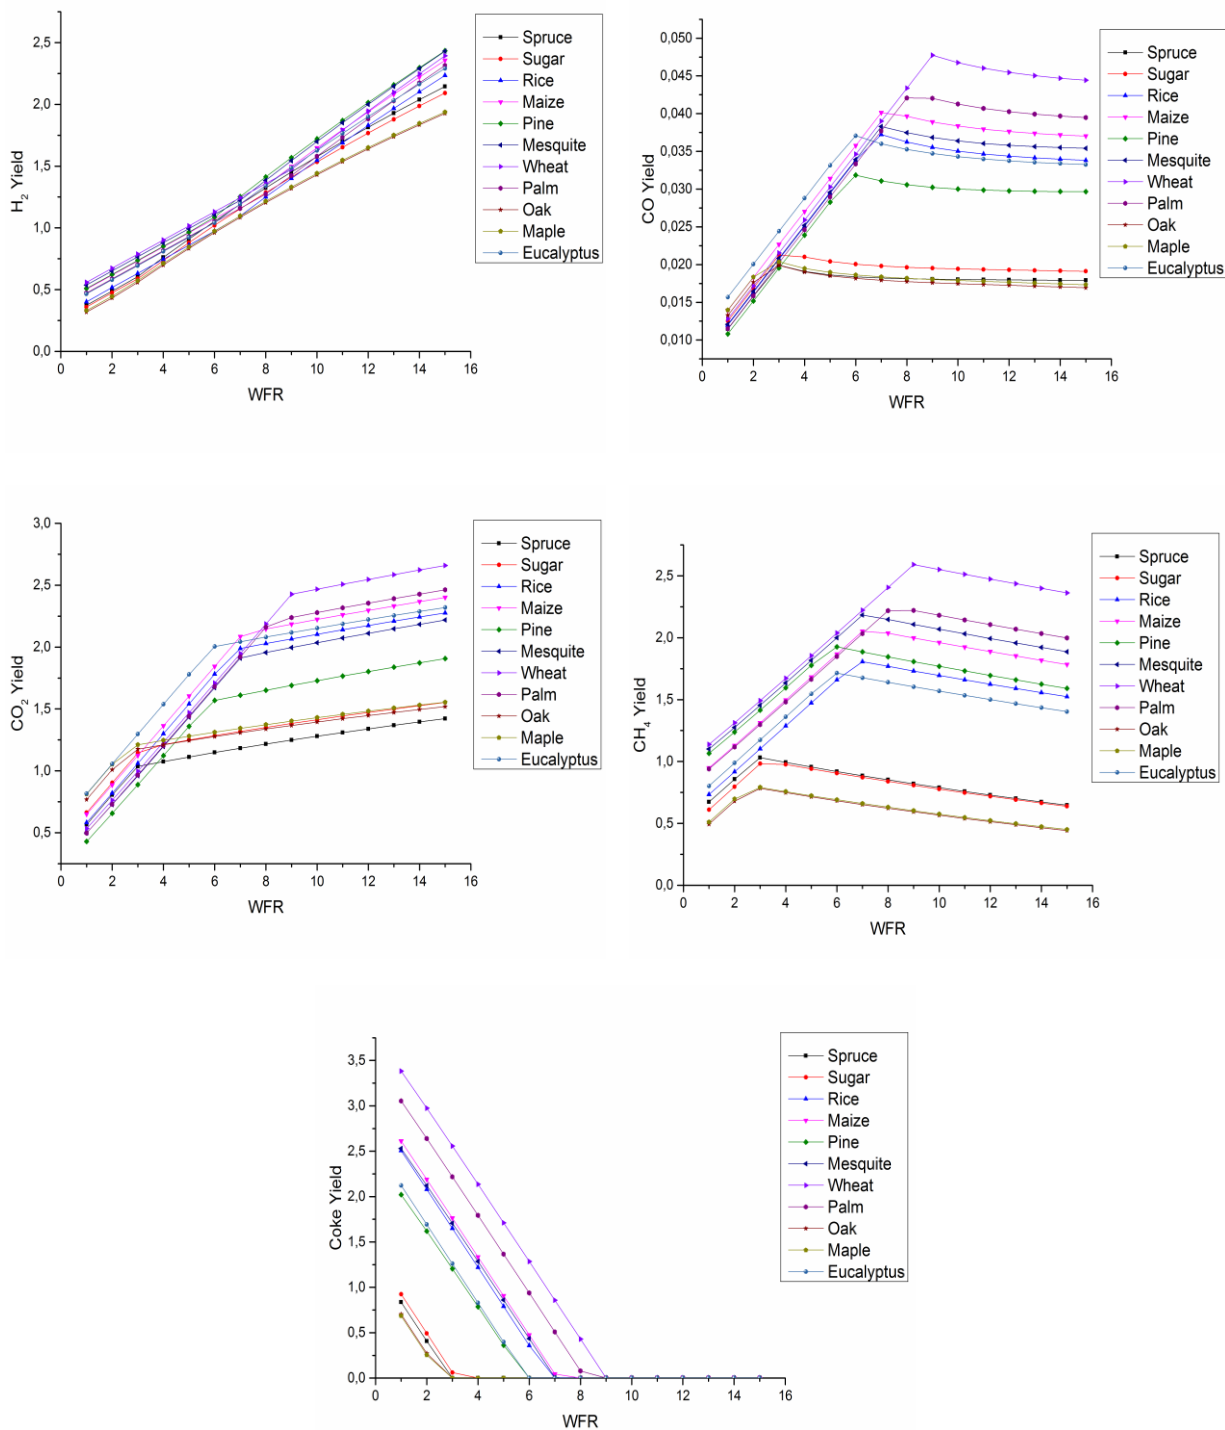 H2 Yield
2,5
2,0
1,5
1,0
0,5
0,0
0 2 4 6 8 10 12 14 16
WFR
Spruce
Sugar
Rice
Maize
Pine
Mesquite
Wheat
Palm
Oak
Maple
Eucalyptus
CO Yield
0,050
0,045
0,040
0,035
0,030
0,025
0,020
0,015
0,010
0 2 4 6 8 10 12 14 16
WFR
Spruce
Sugar
Rice
Maize
Pine
Mesquite
Wheat
Palm
Oak
Maple
Eucalyptus
CO2 Yield
3,0
2,5
2,0
1,5
1,0
0,5
0 2 4 6 8 10 12 14 16
WFR
Spruce
Sugar
Rice
Maize
Pine
Mesquite
Wheat
Palm
Oak
Maple
Eucalyptus
CH4 Yield
2,5
2,0
1,5
1,0
0,5
0,0
0 2 4 6 8 10 12 14 16
WFR
Spruce
Sugar
Rice
Maize
Pine
Mesquite
Wheat
Palm
Oak
Maple
Eucalyptus
Coke Yield
3,5
3,0
2,5
2,0
1,5
1,0
0,5
0,0
0 2 4 6 8 10 12 14 16
WFR
Spruce
Sugar
Rice
Maize
Pine
Mesquite
Wheat
Palm
Oak
Maple
Eucalyptus